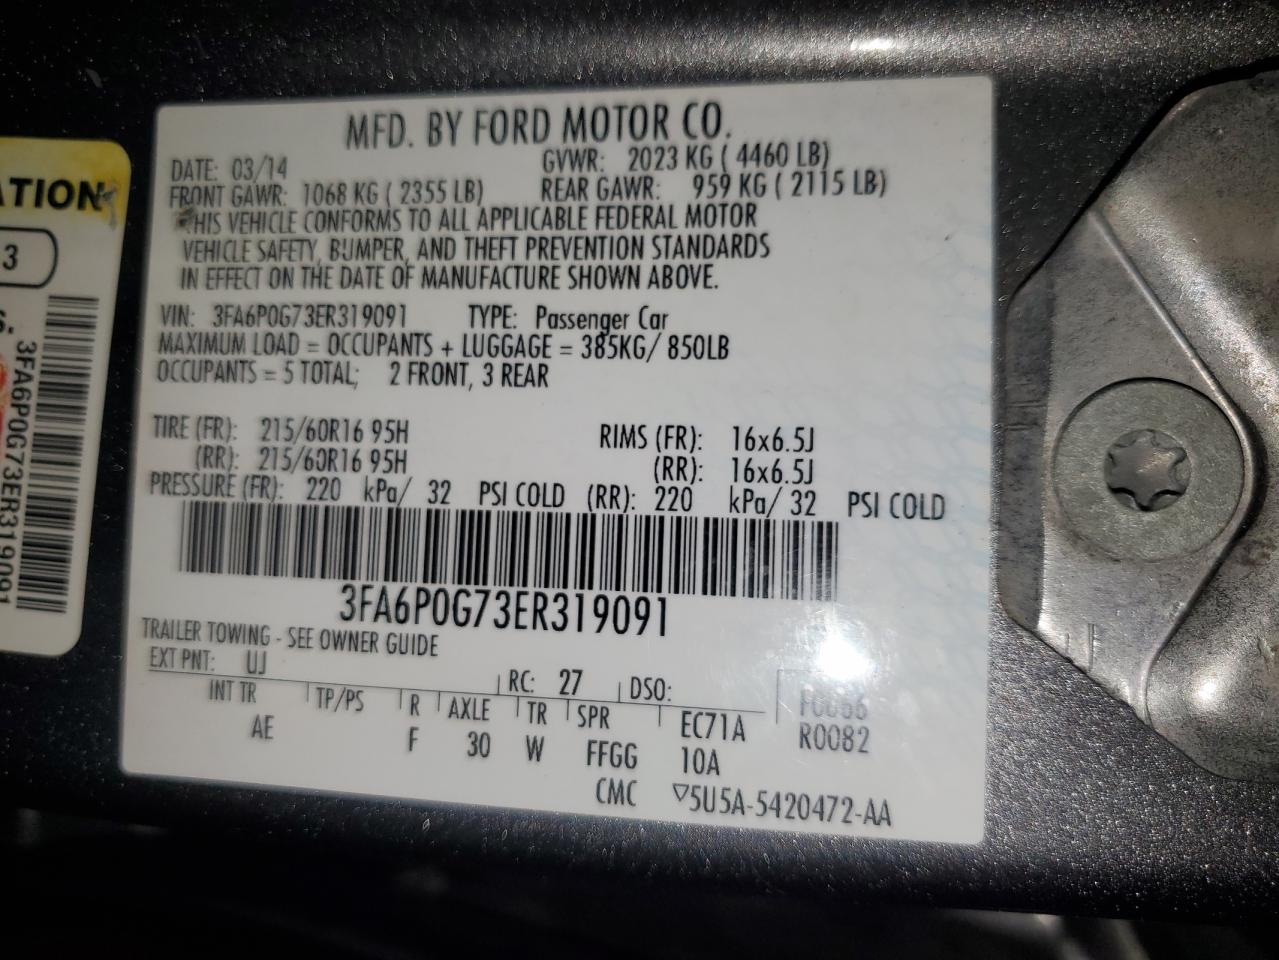 MFD. BY FORD MOTOR CO.
DATE: 03/14 GVWR: 2023 KG ( 4460 LB)
FRONT GAWR: 1068 KG ( 2355 LB) REAR GAWR: 959 KG ( 2115 LB)
THIS VEHICLE CONFORMS TO ALL APPLICABLE FEDERAL MOTOR
VEHICLE SAFETY, BUMPER, AND THEFT PREVENTION STANDARDS
IN EFFECT ON THE DATE OF MANUFACTURE SHOWN ABOVE.
VIN: 3FA6P0G73ER319091 TYPE: Passenger Car
MAXIMUM LOAD = OCCUPANTS + LUGGAGE = 385KG/ 850LB
OCCUPANTS = 5 TOTAL; 2 FRONT, 3 REAR
TIRE (FR): 215/60R16 95H RIMS (FR): 16x6.5J
(RR): 215/60R16 95H (RR): 16x6.5J
PRESSURE (FR): 220 kPa/ 32 PSI COLD (RR): 220 kPa/ 32 PSI COLD
3FA6P0G73ER319091
TRAILER TOWING - SEE OWNER GUIDE
EXT PNT: UJ RC: 27 DSO:
INT TR TP/PS R AXLE TR SPR EC71A
AE F 30 W FFGG 10A R0082
CMC ▽5U5A-5420472-AA
ATION
3
S.
3FA6P0G73ER319091